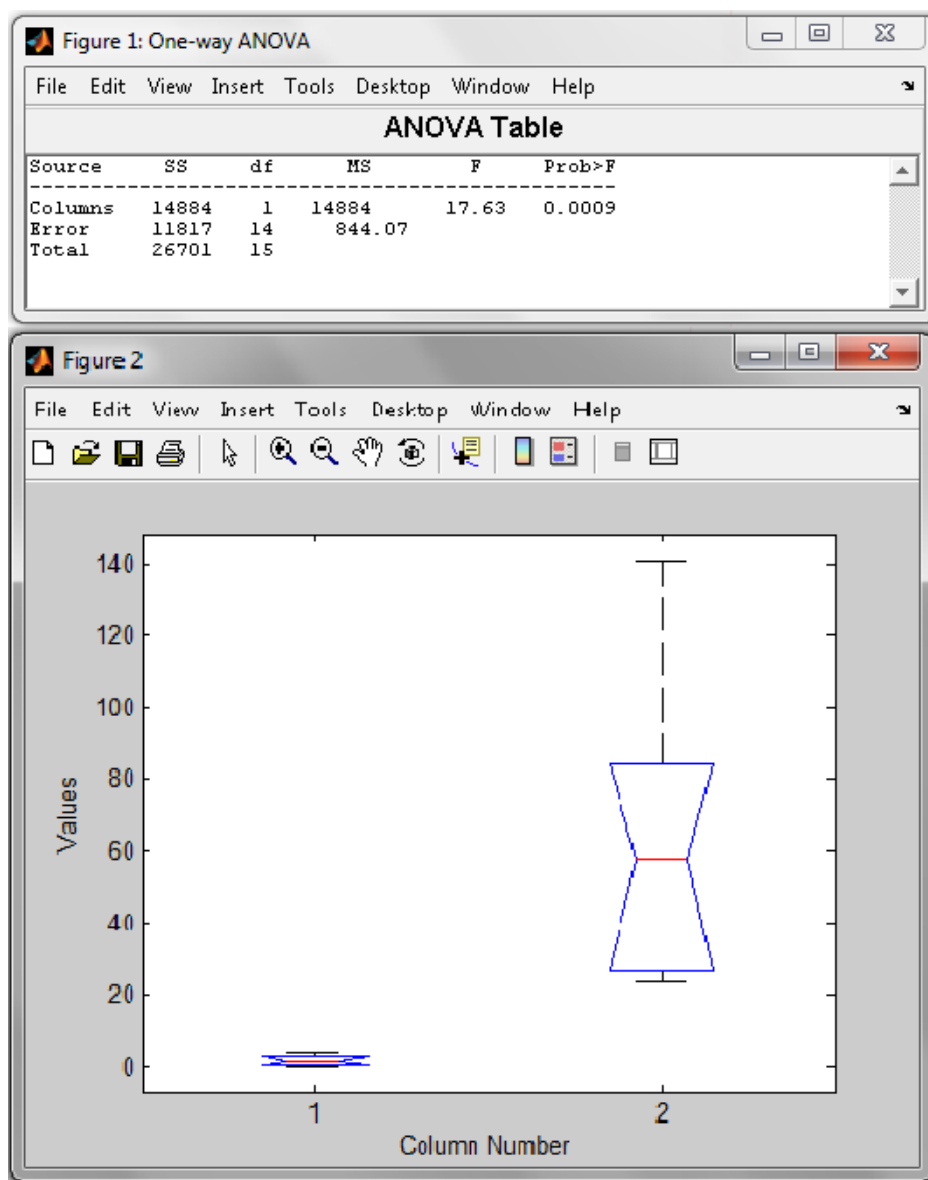 Figure 1: One-way ANOVA
File Edit View Insert Tools Desktop Window Help
ANOVA Table
Source SS df MS F Prob>F
Columns 14884 1 14884 17.63 0.0009
Error 11817 14 844.07
Total 26701 15
Figure 2
File Edit View Insert Tools Desktop Window Help
140
120
100
80
60
40
20
0
Values
1 2
Column Number